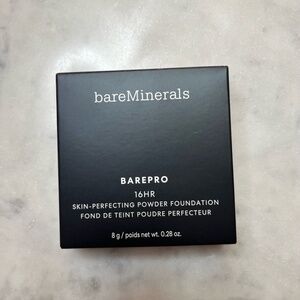 bareMinerals
BAREPRO
16HR
SKIN-PERFECTING POWDER FOUNDATION
FOND DE TEINT POUDRE PERFECTEUR
8 g / poids net wt. 0.28 oz.